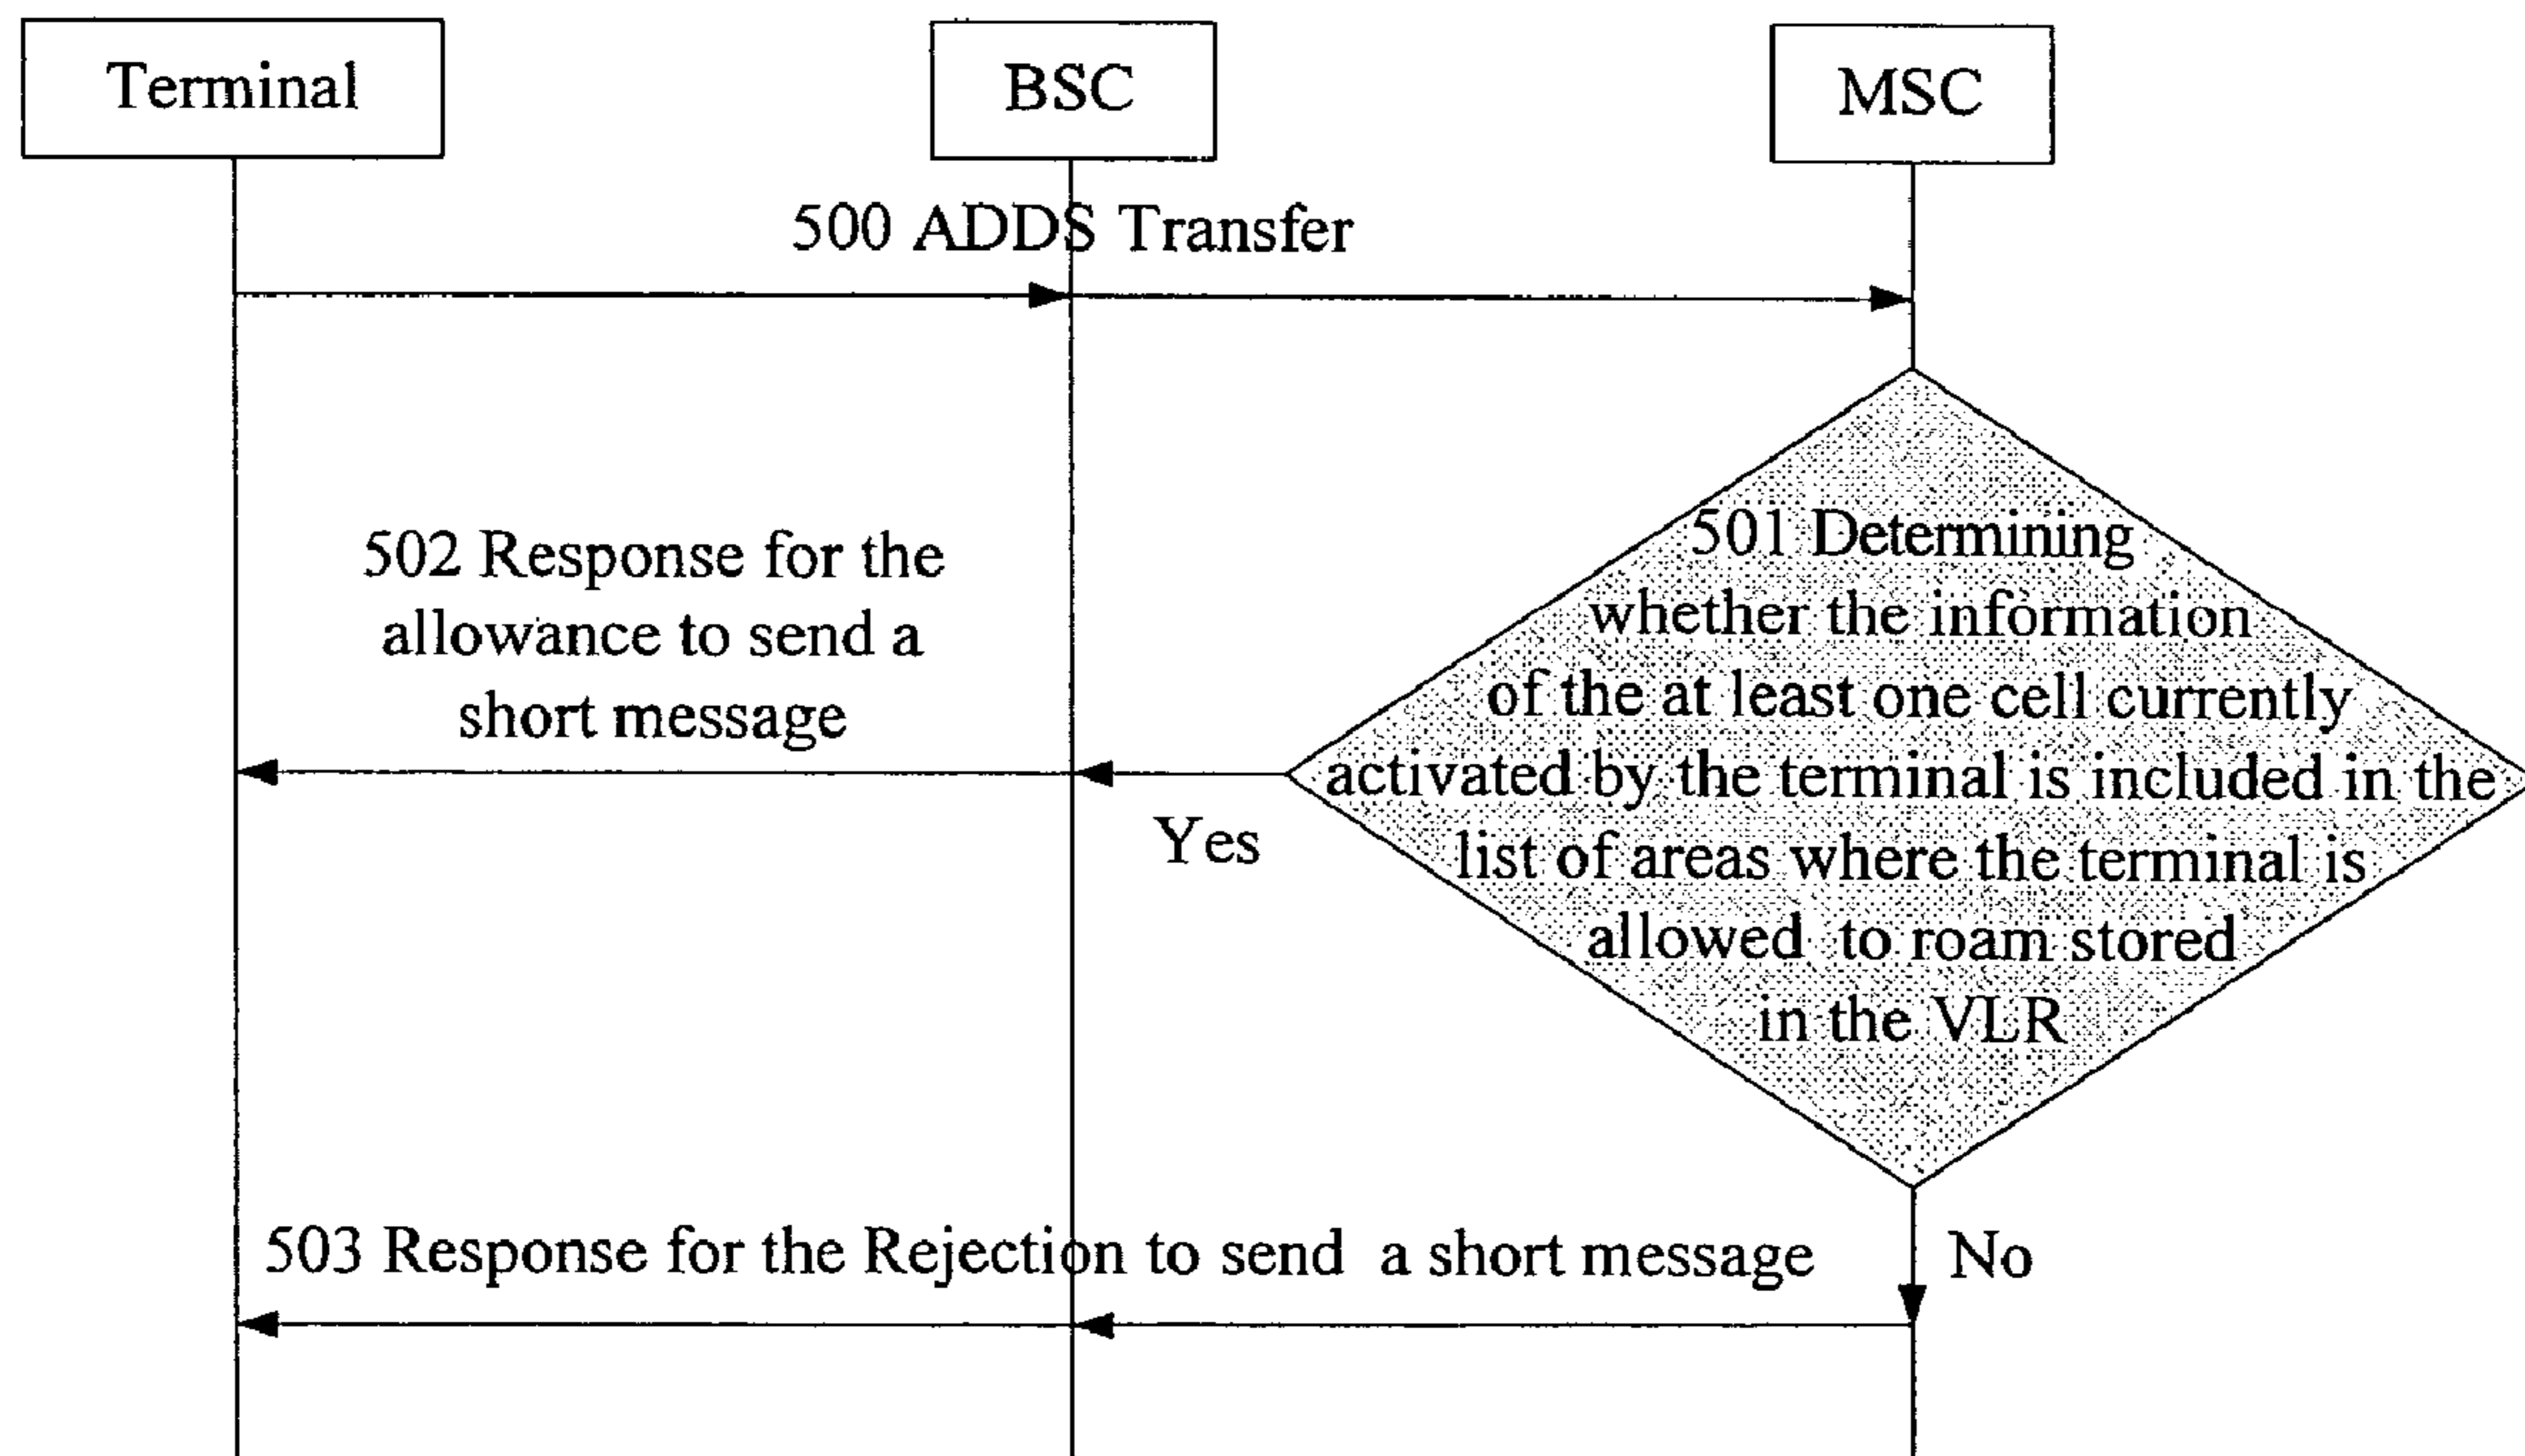 Terminal
BSC
MSC
500 ADDS Transfer
501 Determining
whether the information
of the at least one cell currently
activated by the terminal is included in the
list of areas where the terminal is
allowed to roam stored
in the VLR
502 Response for the
allowance to send a
short message
Yes
503 Response for the Rejection to send a short message
No